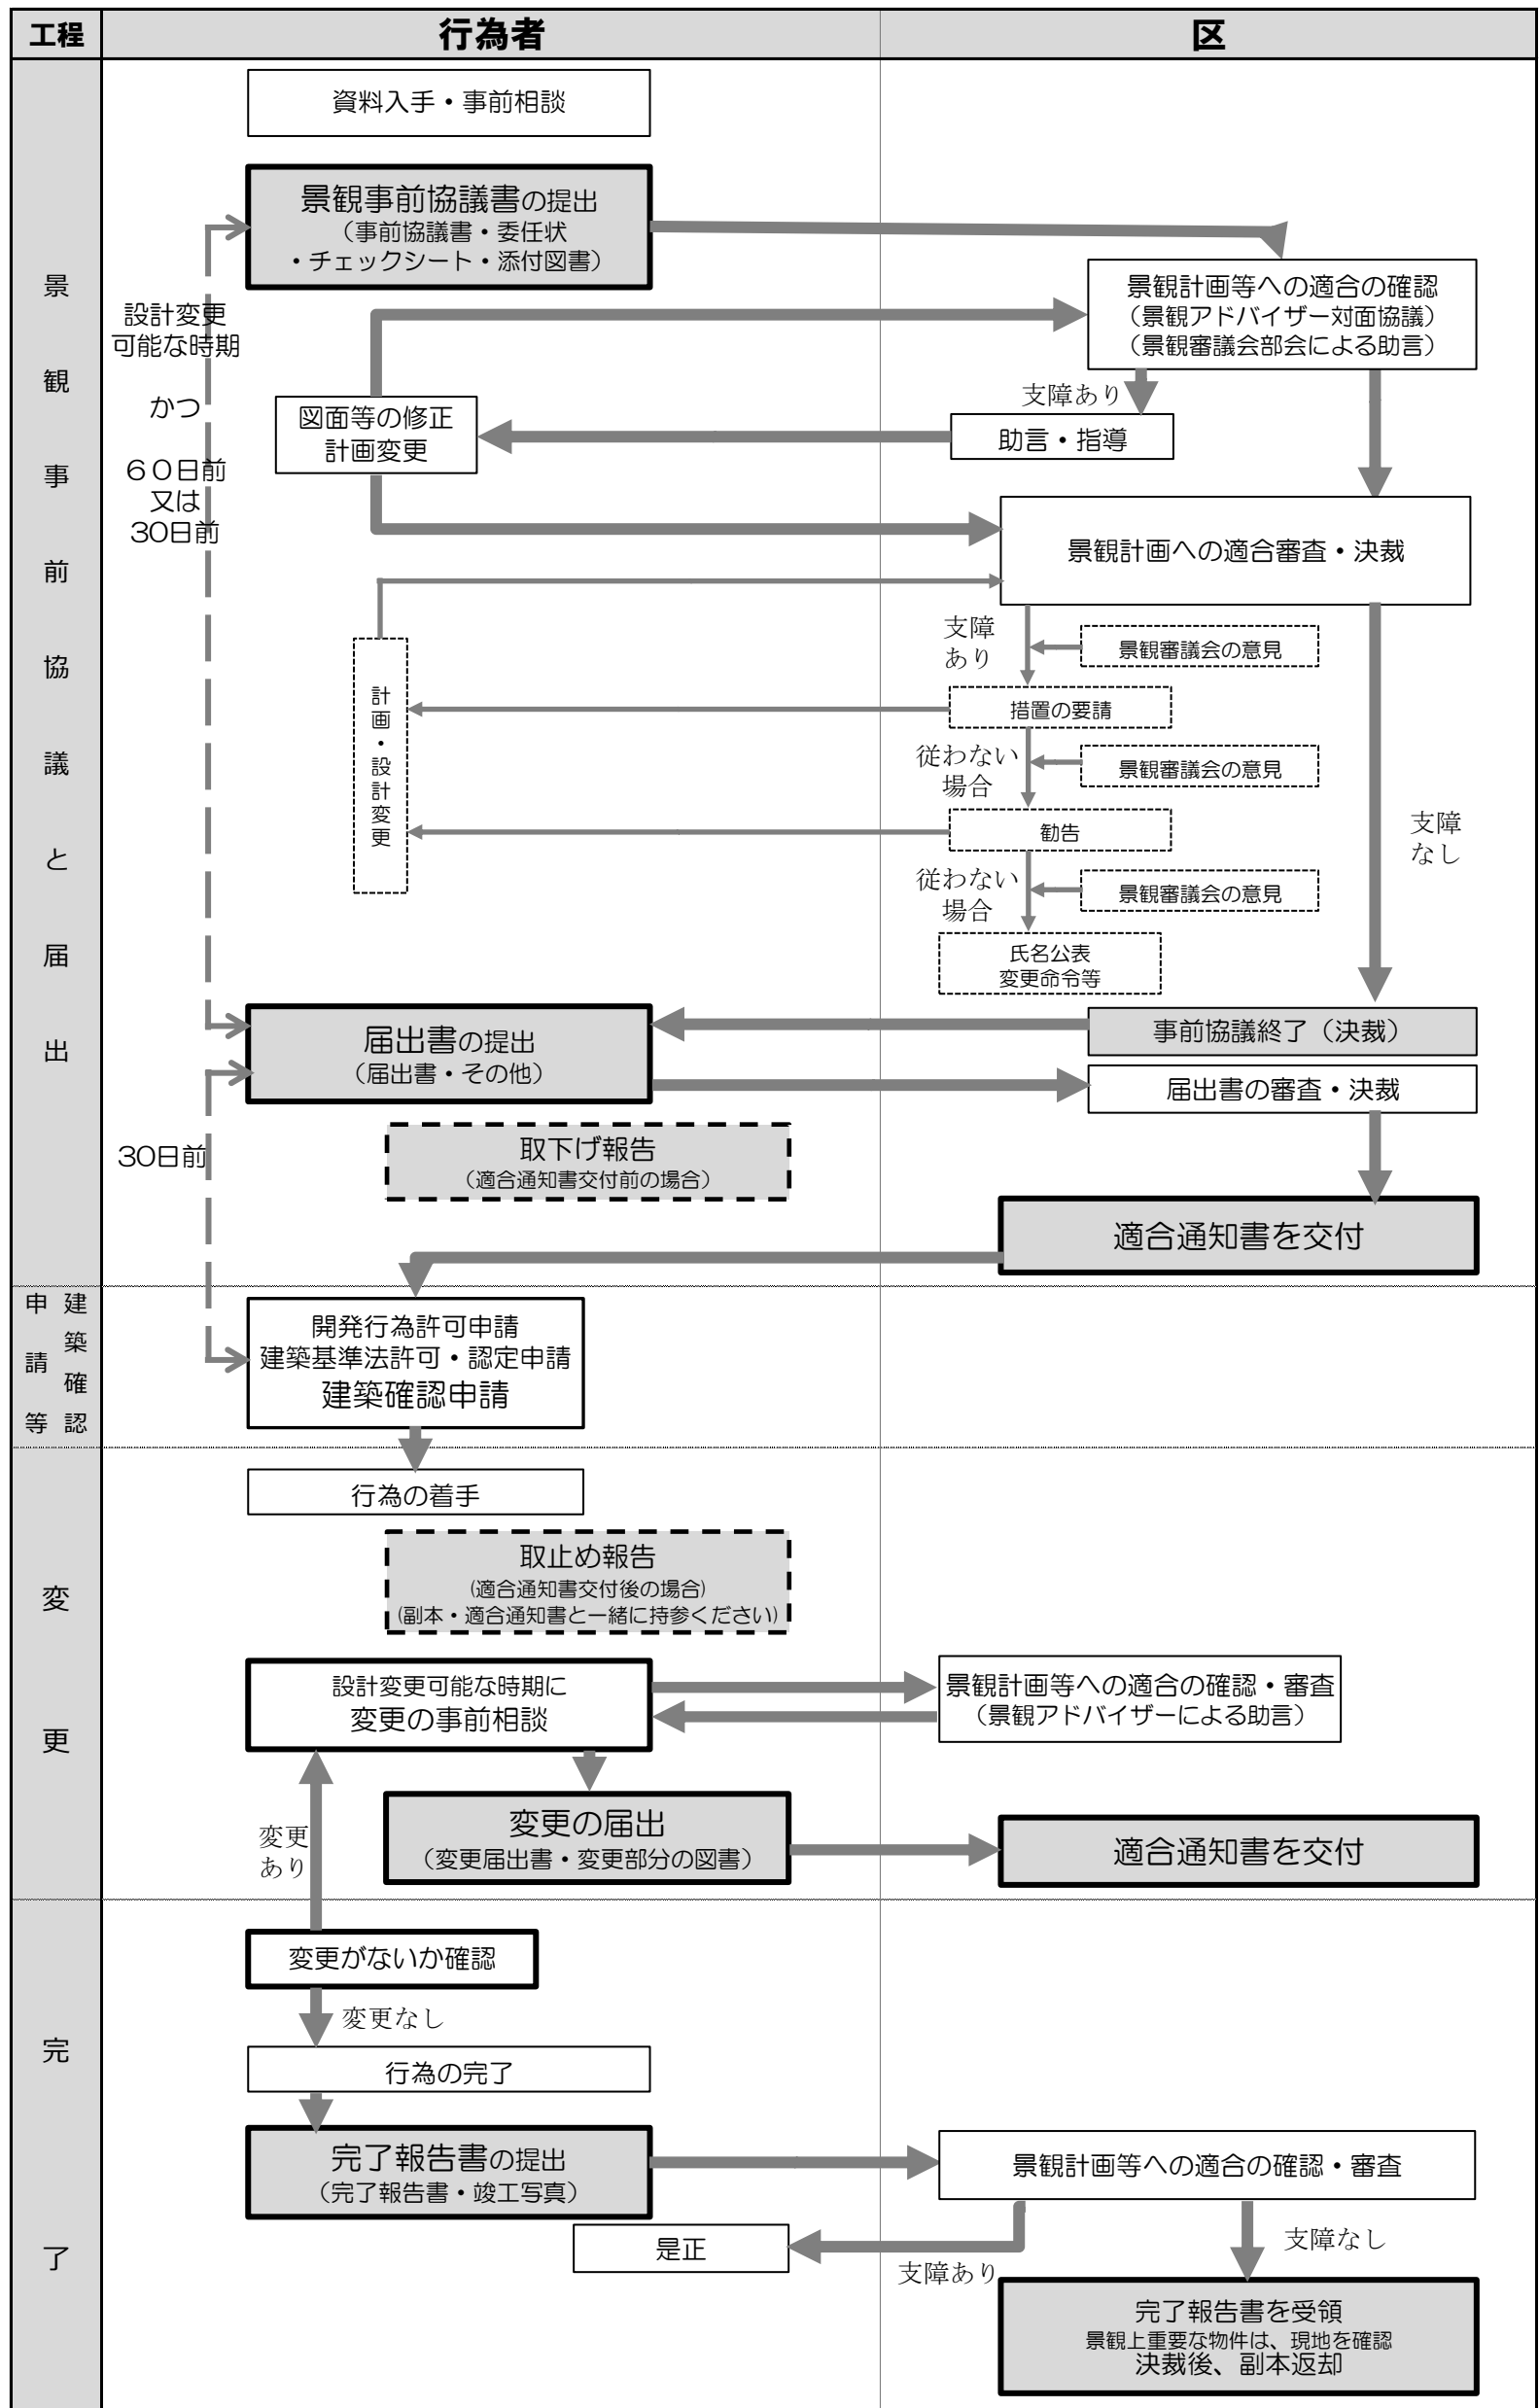 工程
行為者
区
景観事前協議と届出
資料入手・事前相談
景観事前協議書の提出
（事前協議書・委任状
・チェックシート・添付図書）
設計変更
可能な時期
かつ
６０日前
又は
30日前
景観計画等への適合の確認
（景観アドバイザー対面協議）
（景観審議会部会による助言）
支障あり
助言・指導
図面等の修正
計画変更
景観計画への適合審査・決裁
支障
あり
景観審議会の意見
措置の要請
計画・設計変更
従わない
場合
景観審議会の意見
勧告
支障
なし
従わない
場合
景観審議会の意見
氏名公表
変更命令等
事前協議終了（決裁）
届出書の提出
（届出書・その他）
届出書の審査・決裁
30日前
取下げ報告
（適合通知書交付前の場合）
適合通知書を交付
建築確認
申請等
開発行為許可申請
建築基準法許可・認定申請
建築確認申請
変更
行為の着手
取止め報告
(適合通知書交付後の場合)
(副本・適合通知書と一緒に持参ください)
設計変更可能な時期に
変更の事前相談
景観計画等への適合の確認・審査
（景観アドバイザーによる助言）
変更
あり
変更の届出
（変更届出書・変更部分の図書）
適合通知書を交付
完了
変更がないか確認
変更なし
行為の完了
完了報告書の提出
（完了報告書・竣工写真）
景観計画等への適合の確認・審査
是正
支障あり
支障なし
完了報告書を受領
景観上重要な物件は、現地を確認
決裁後、副本返却